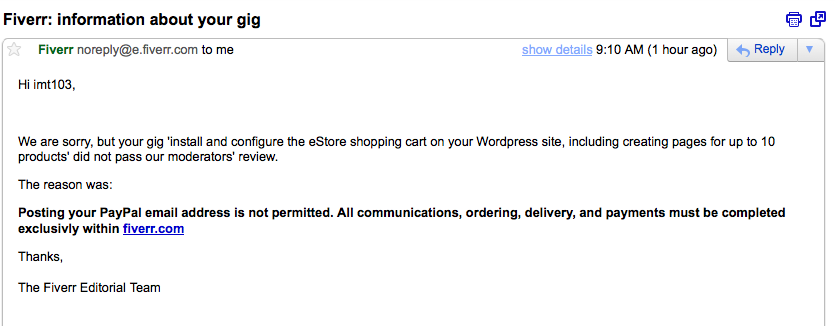 Fiverr: information about your gig
Fiverr noreply@e.fiverr.com to me show details 9:10 AM (1 hour ago) Reply
Hi imt103,
We are sorry, but your gig 'install and configure the eStore shopping cart on your Wordpress site, including creating pages for up to 10
products' did not pass our moderators' review.
The reason was:
Posting your PayPal email address is not permitted. All communications, ordering, delivery, and payments must be completed
exclusivly within fiverr.com
Thanks,
The Fiverr Editorial Team